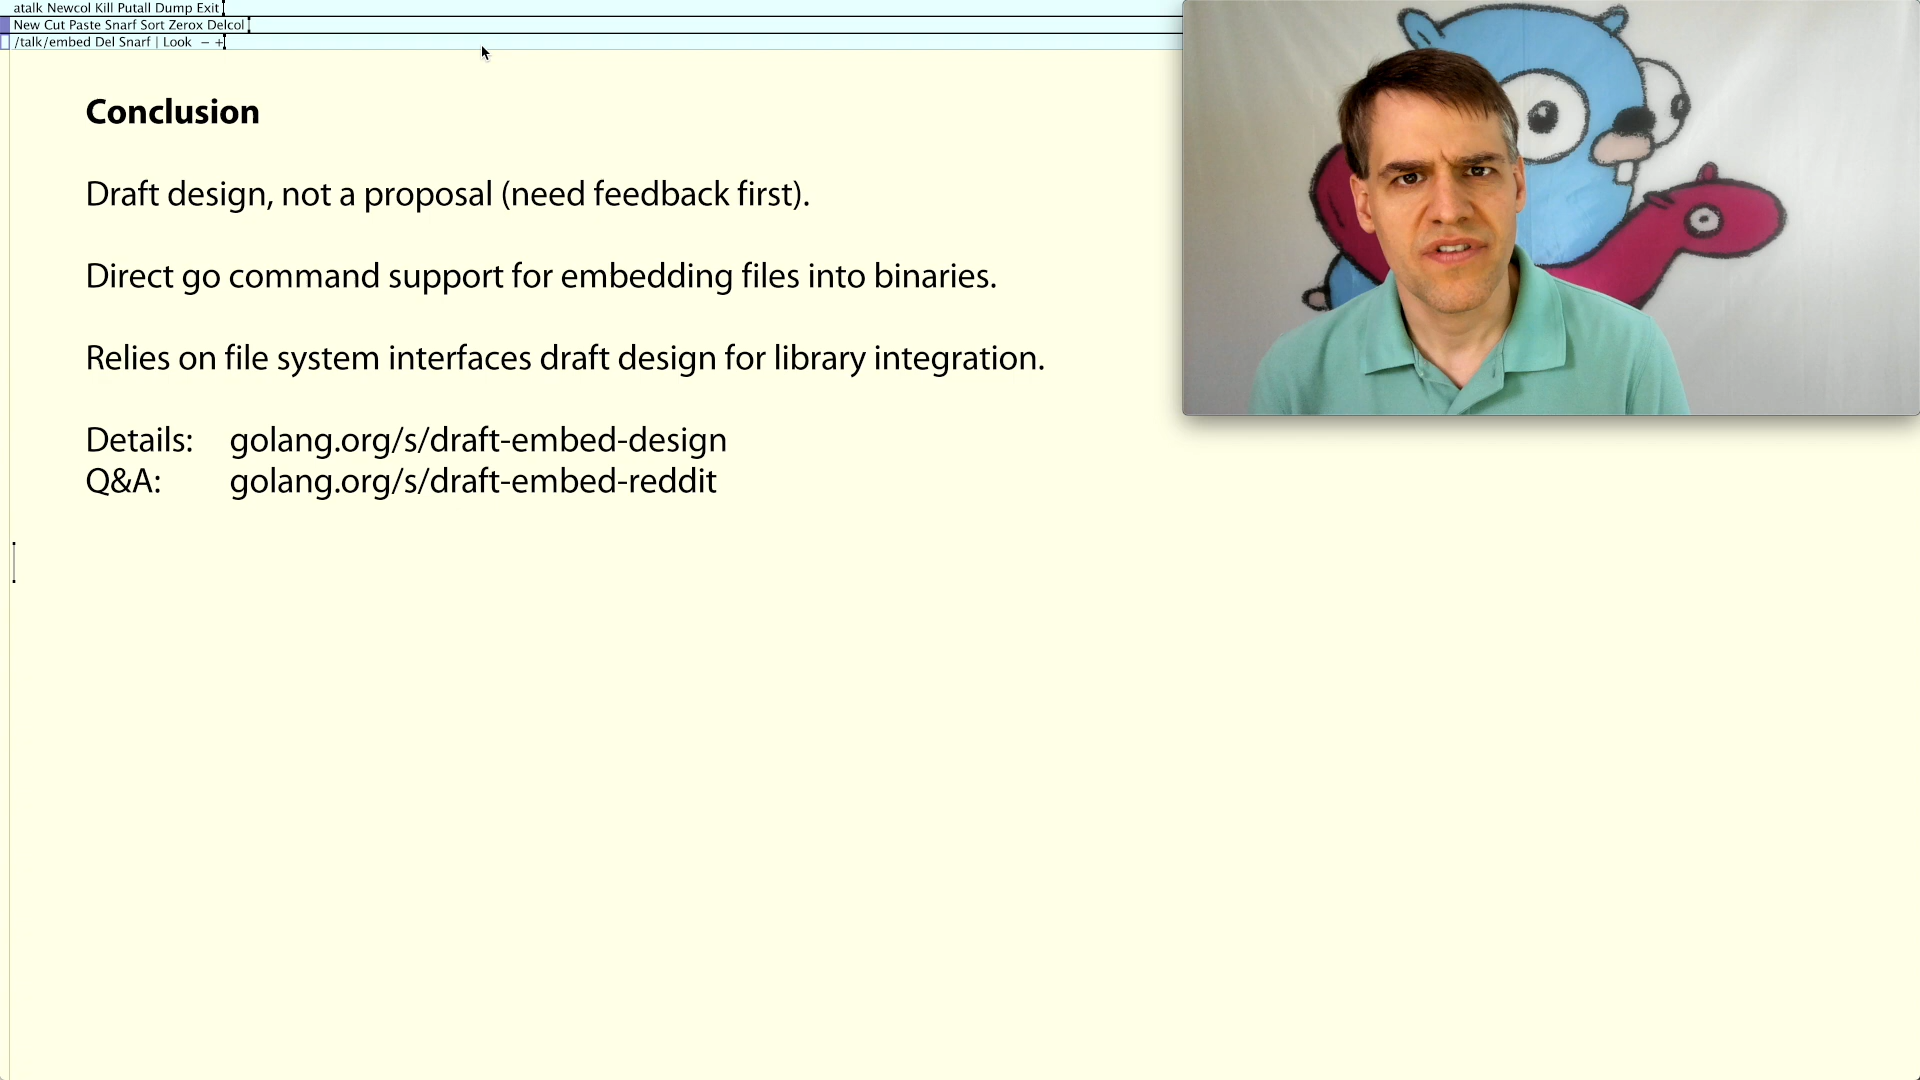 atalk Newcol Kill Putall Dump Exit
New Cut Paste Snarf Sort Zerox Delcol
/talk/embed Del Snarf | Look − +
Conclusion
Draft design, not a proposal (need feedback first).
Direct go command support for embedding files into binaries.
Relies on file system interfaces draft design for library integration.
Details: golang.org/s/draft-embed-design
Q&A: golang.org/s/draft-embed-reddit